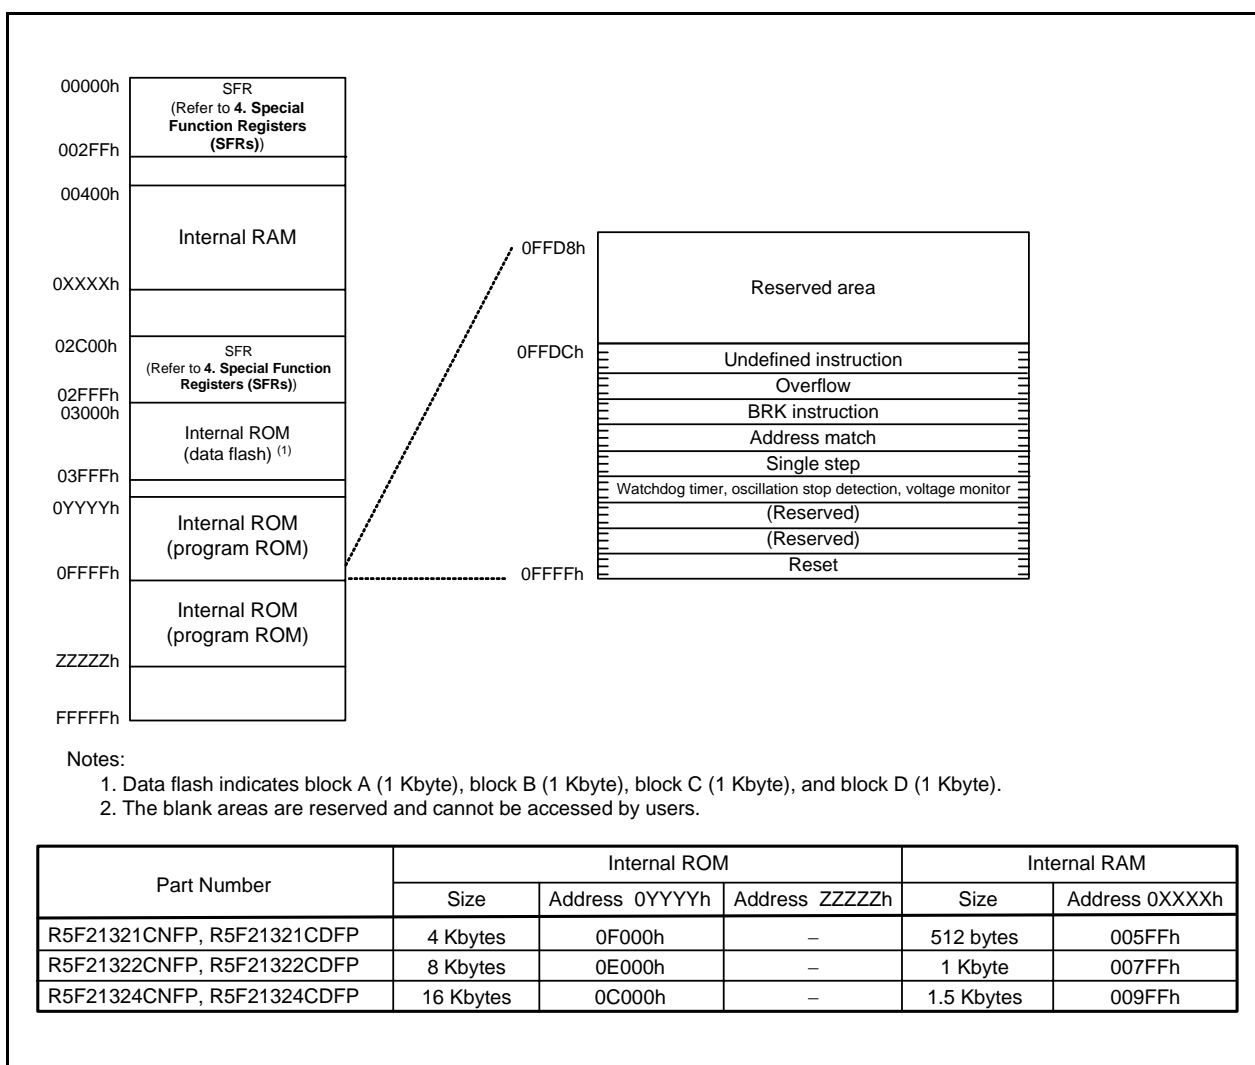 00000h
SFR
(Refer to 4. Special
Function Registers
(SFRs))
002FFh
00400h
Internal RAM
0XXXXh
02C00h
SFR
(Refer to 4. Special Function
Registers (SFRs))
02FFFh
03000h
Internal ROM
(data flash) (1)
03FFFh
0YYYYh
Internal ROM
(program ROM)
0FFFFh
Internal ROM
(program ROM)
ZZZZZh
FFFFFh
0FFD8h
Reserved area
0FFDCh
Undefined instruction
Overflow
BRK instruction
Address match
Single step
Watchdog timer, oscillation stop detection, voltage monitor
(Reserved)
(Reserved)
Reset
0FFFFh
Notes:
1. Data flash indicates block A (1 Kbyte), block B (1 Kbyte), block C (1 Kbyte), and block D (1 Kbyte).
2. The blank areas are reserved and cannot be accessed by users.
Part Number Internal ROM Internal RAM
Size Address 0YYYYh Address ZZZZZh Size Address 0XXXXh
R5F21321CNFP, R5F21321CDFP 4 Kbytes 0F000h – 512 bytes 005FFh
R5F21322CNFP, R5F21322CDFP 8 Kbytes 0E000h – 1 Kbyte 007FFh
R5F21324CNFP, R5F21324CDFP 16 Kbytes 0C000h – 1.5 Kbytes 009FFh